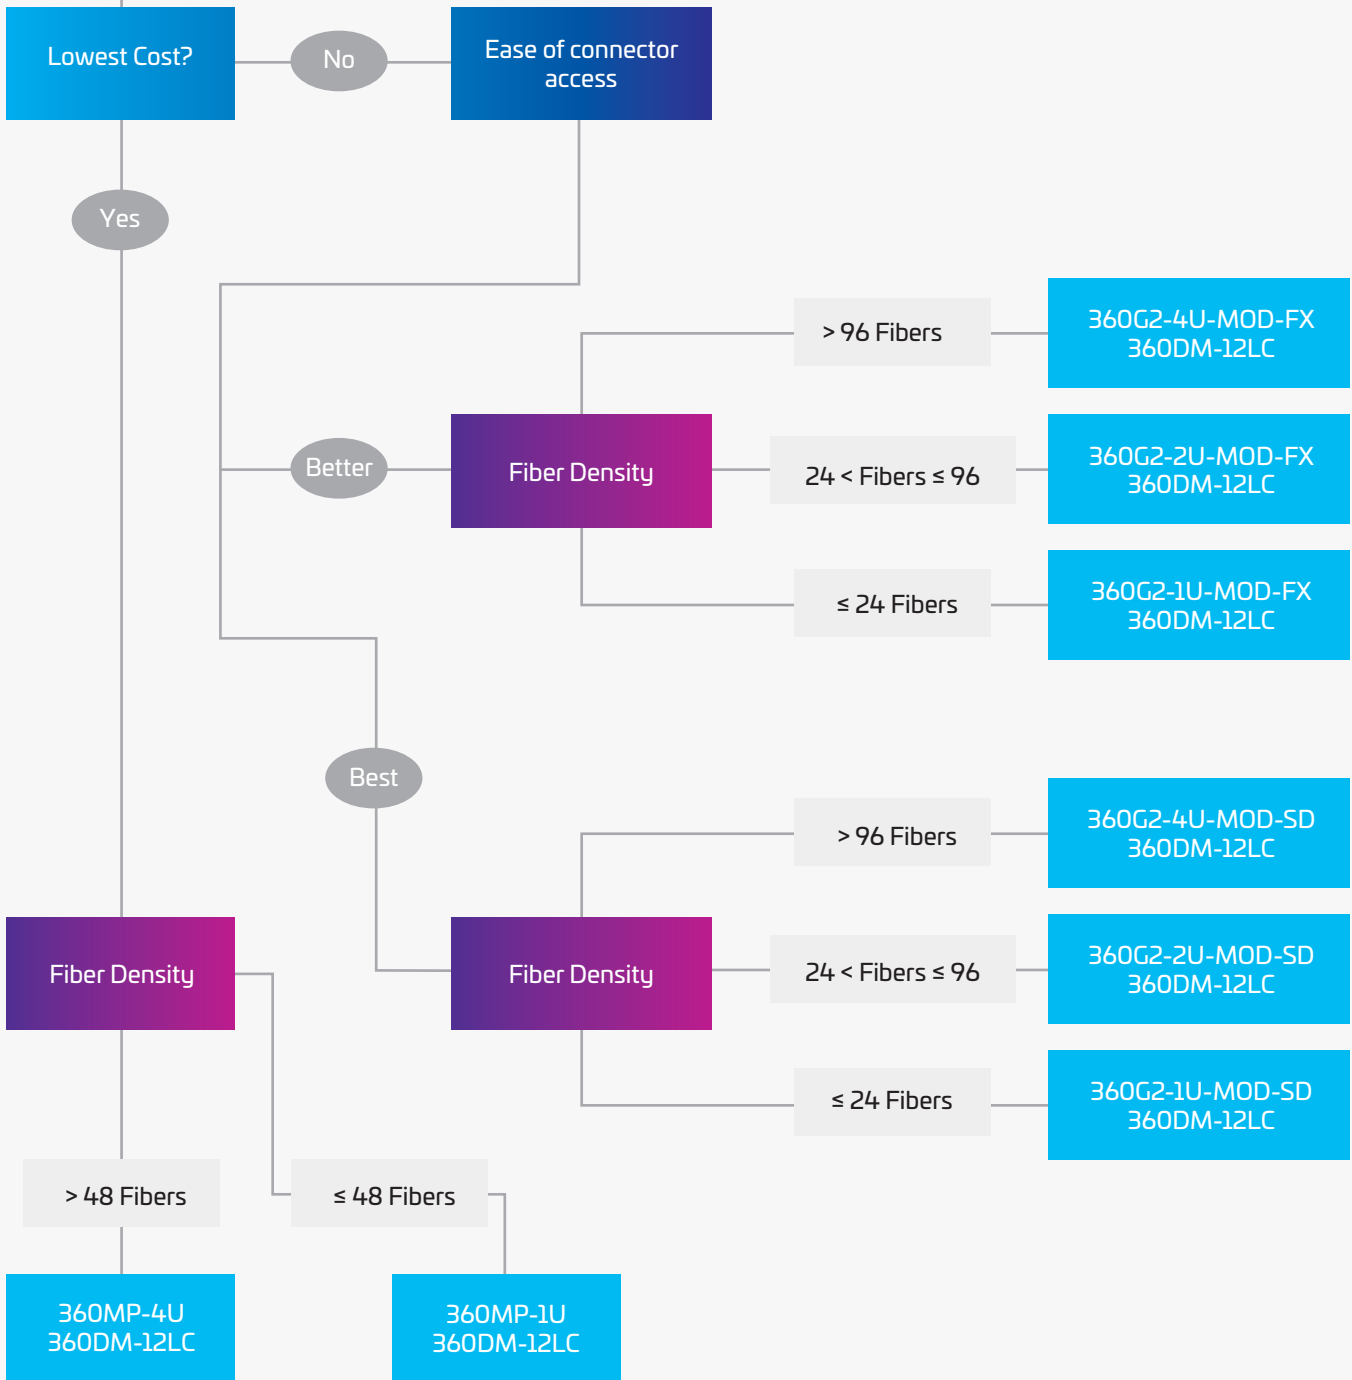 Lowest Cost?
No
Ease of connector
access
Yes
> 96 Fibers
360G2-4U-MOD-FX
360DM-12LC
Better
Fiber Density
24 < Fibers ≤ 96
360G2-2U-MOD-FX
360DM-12LC
≤ 24 Fibers
360G2-1U-MOD-FX
360DM-12LC
Best
> 96 Fibers
360G2-4U-MOD-SD
360DM-12LC
Fiber Density
Fiber Density
24 < Fibers ≤ 96
360G2-2U-MOD-SD
360DM-12LC
≤ 24 Fibers
360G2-1U-MOD-SD
360DM-12LC
> 48 Fibers
≤ 48 Fibers
360MP-4U
360DM-12LC
360MP-1U
360DM-12LC